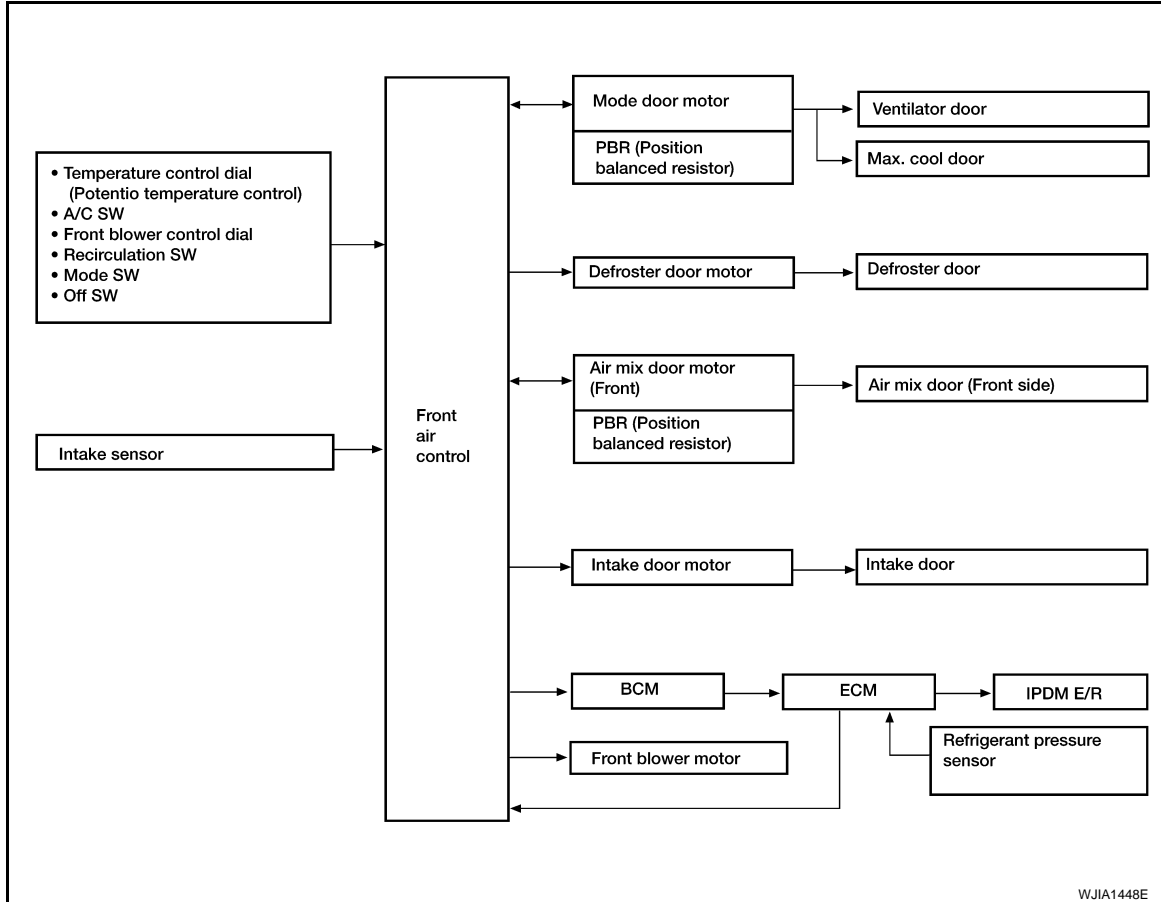 • Temperature control dial
(Potentio temperature control)
• A/C SW
• Front blower control dial
• Recirculation SW
• Mode SW
• Off SW
Intake sensor
Front
air
control
Mode door motor
PBR (Position
balanced resistor)
Ventilator door
Max. cool door
Defroster door motor
Defroster door
Air mix door motor
(Front)
PBR (Position
balanced resistor)
Air mix door (Front side)
Intake door motor
Intake door
BCM
ECM
IPDM E/R
Refrigerant pressure
sensor
Front blower motor
WJIA1448E